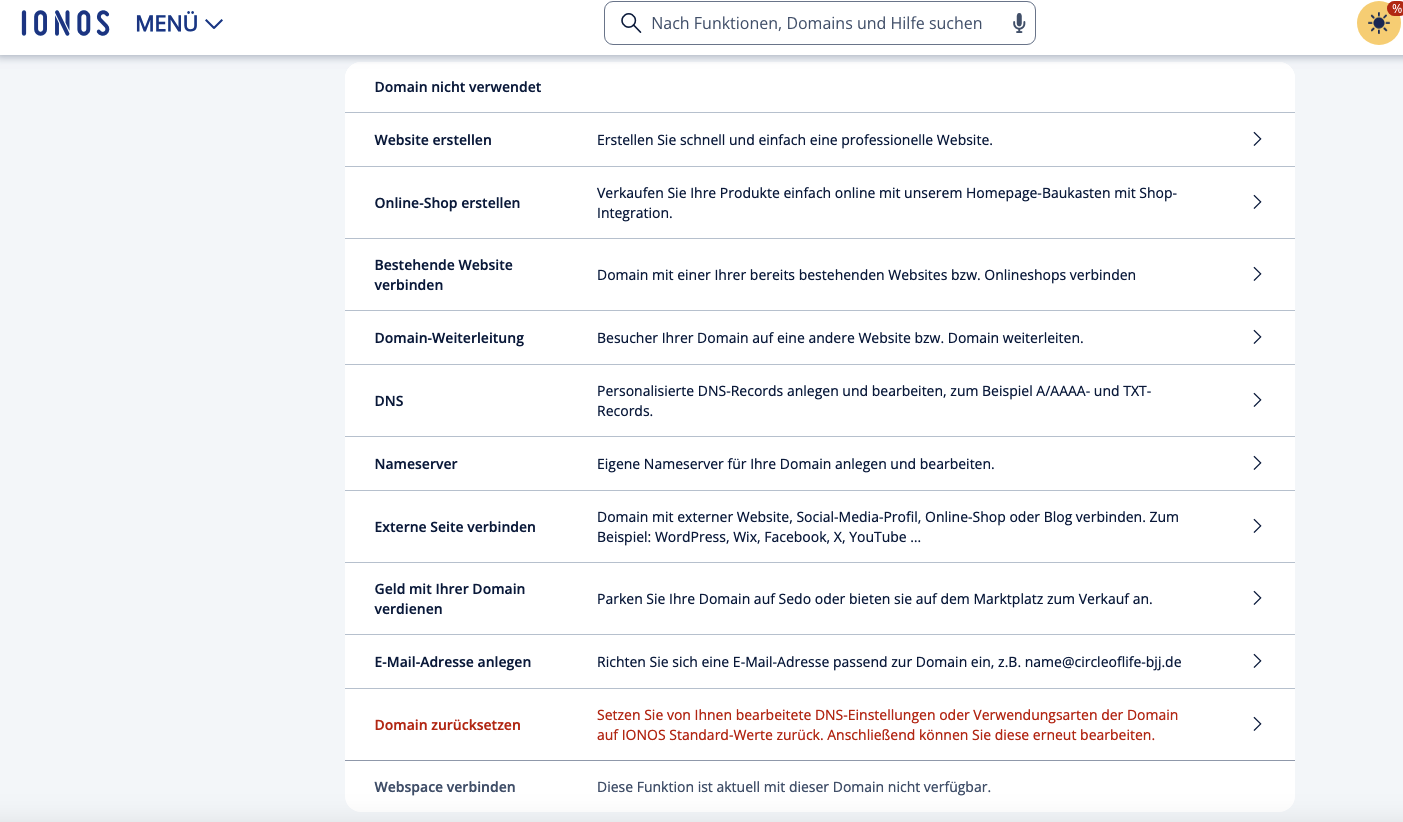 IONOS MENÜ Nach Funktionen, Domains und Hilfe suchen %
Domain nicht verwendet
Website erstellen Erstellen Sie schnell und einfach eine professionelle Website.
Online-Shop erstellen
Verkaufen Sie Ihre Produkte einfach online mit unserem Homepage-Baukasten mit Shop-
Integration.
Bestehende Website
verbinden
Domain mit einer Ihrer bereits bestehenden Websites bzw. Onlineshops verbinden
Domain-Weiterleitung Besucher Ihrer Domain auf eine andere Website bzw. Domain weiterleiten.
DNS
Personalisierte DNS-Records anlegen und bearbeiten, zum Beispiel A/AAAA- und TXT-
Records.
Nameserver Eigene Nameserver für Ihre Domain anlegen und bearbeiten.
Externe Seite verbinden
Domain mit externer Website, Social-Media-Profil, Online-Shop oder Blog verbinden. Zum
Beispiel: WordPress, Wix, Facebook, X, YouTube ...
Geld mit Ihrer Domain
verdienen
Parken Sie Ihre Domain auf Sedo oder bieten sie auf dem Marktplatz zum Verkauf an.
E-Mail-Adresse anlegen Richten Sie sich eine E-Mail-Adresse passend zur Domain ein, z.B. name@circleoflife-bjj.de
Domain zurücksetzen
Setzen Sie von Ihnen bearbeitete DNS-Einstellungen oder Verwendungsarten der Domain
auf IONOS Standard-Werte zurück. Anschließend können Sie diese erneut bearbeiten.
Webspace verbinden Diese Funktion ist aktuell mit dieser Domain nicht verfügbar.